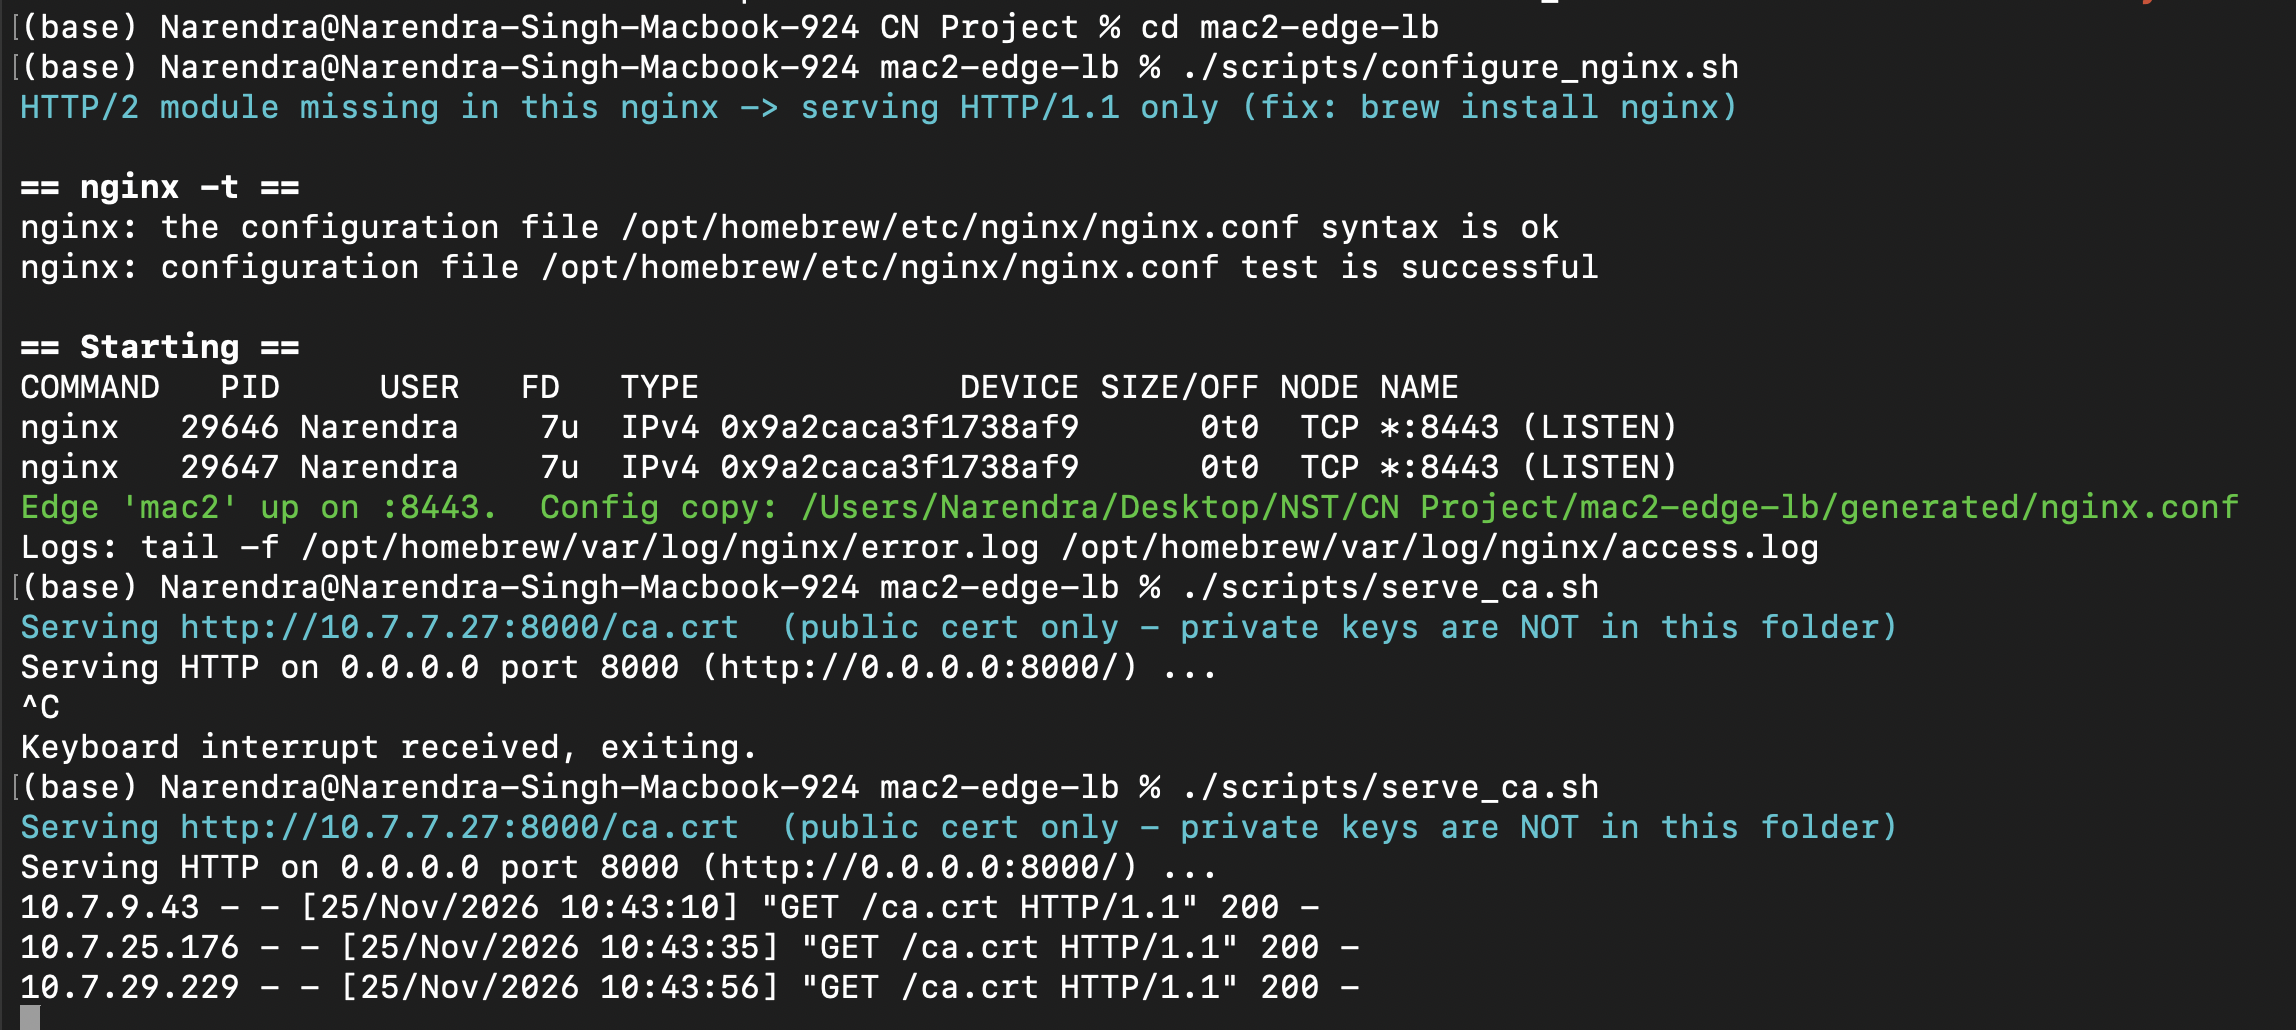 [(base) Narendra@Narendra-Singh-Macbook-924 CN Project % cd mac2-edge-lb
[(base) Narendra@Narendra-Singh-Macbook-924 mac2-edge-lb % ./scripts/configure_nginx.sh
HTTP/2 module missing in this nginx -> serving HTTP/1.1 only (fix: brew install nginx)

== nginx -t ==
nginx: the configuration file /opt/homebrew/etc/nginx/nginx.conf syntax is ok
nginx: configuration file /opt/homebrew/etc/nginx/nginx.conf test is successful

== Starting ==
COMMAND   PID     USER   FD   TYPE             DEVICE SIZE/OFF NODE NAME
nginx   29646 Narendra    7u  IPv4 0x9a2caca3f1738af9      0t0  TCP *:8443 (LISTEN)
nginx   29647 Narendra    7u  IPv4 0x9a2caca3f1738af9      0t0  TCP *:8443 (LISTEN)
Edge 'mac2' up on :8443.  Config copy: /Users/Narendra/Desktop/NST/CN Project/mac2-edge-lb/generated/nginx.conf
Logs: tail -f /opt/homebrew/var/log/nginx/error.log /opt/homebrew/var/log/nginx/access.log
[(base) Narendra@Narendra-Singh-Macbook-924 mac2-edge-lb % ./scripts/serve_ca.sh
Serving http://10.7.7.27:8000/ca.crt  (public cert only - private keys are NOT in this folder)
Serving HTTP on 0.0.0.0 port 8000 (http://0.0.0.0:8000/) ...
^C
Keyboard interrupt received, exiting.
[(base) Narendra@Narendra-Singh-Macbook-924 mac2-edge-lb % ./scripts/serve_ca.sh
Serving http://10.7.7.27:8000/ca.crt  (public cert only - private keys are NOT in this folder)
Serving HTTP on 0.0.0.0 port 8000 (http://0.0.0.0:8000/) ...
10.7.9.43 - - [25/Nov/2026 10:43:10] "GET /ca.crt HTTP/1.1" 200 -
10.7.25.176 - - [25/Nov/2026 10:43:35] "GET /ca.crt HTTP/1.1" 200 -
10.7.29.229 - - [25/Nov/2026 10:43:56] "GET /ca.crt HTTP/1.1" 200 -